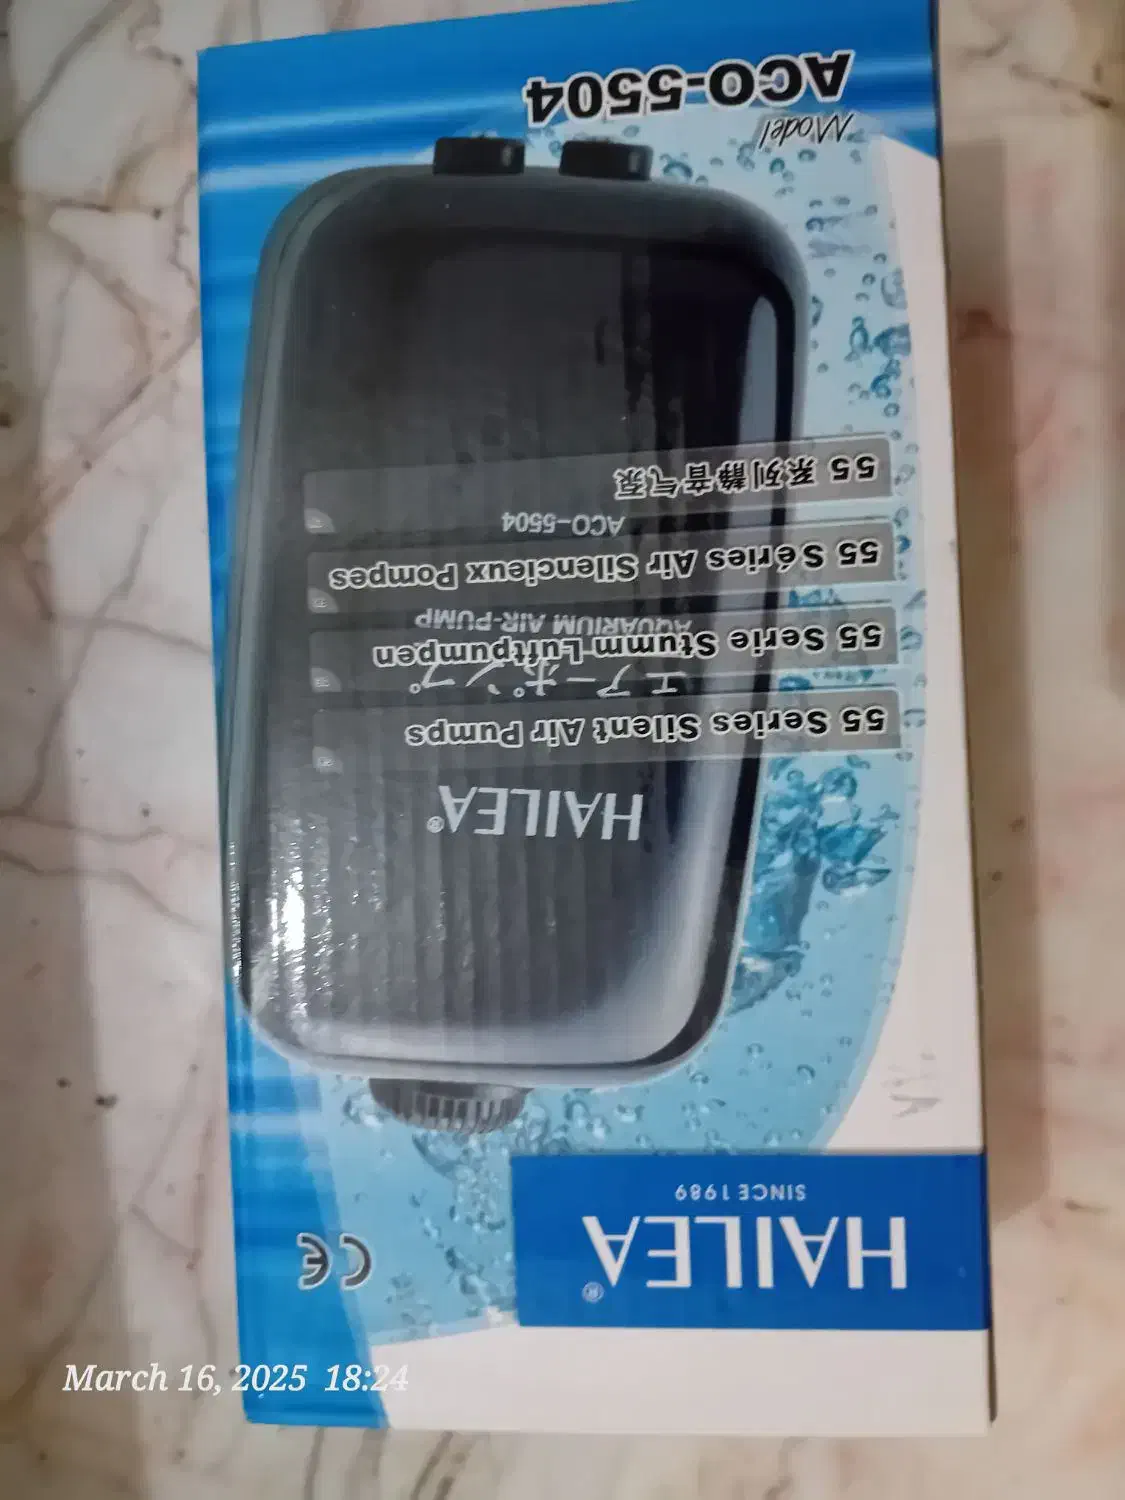 HAILEA®
SINCE 1989
CE
HAILEA®
55 Series Silent Air Pumps
エアーポンプ
55 Serie Stumm Luftpumpen
AQUARIUM AIR-PUMP
55 Séries Air Silencieux Pompes
ACO-5504
55 系列静音气泵
Model
ACO-5504
March 16, 2025 18:24